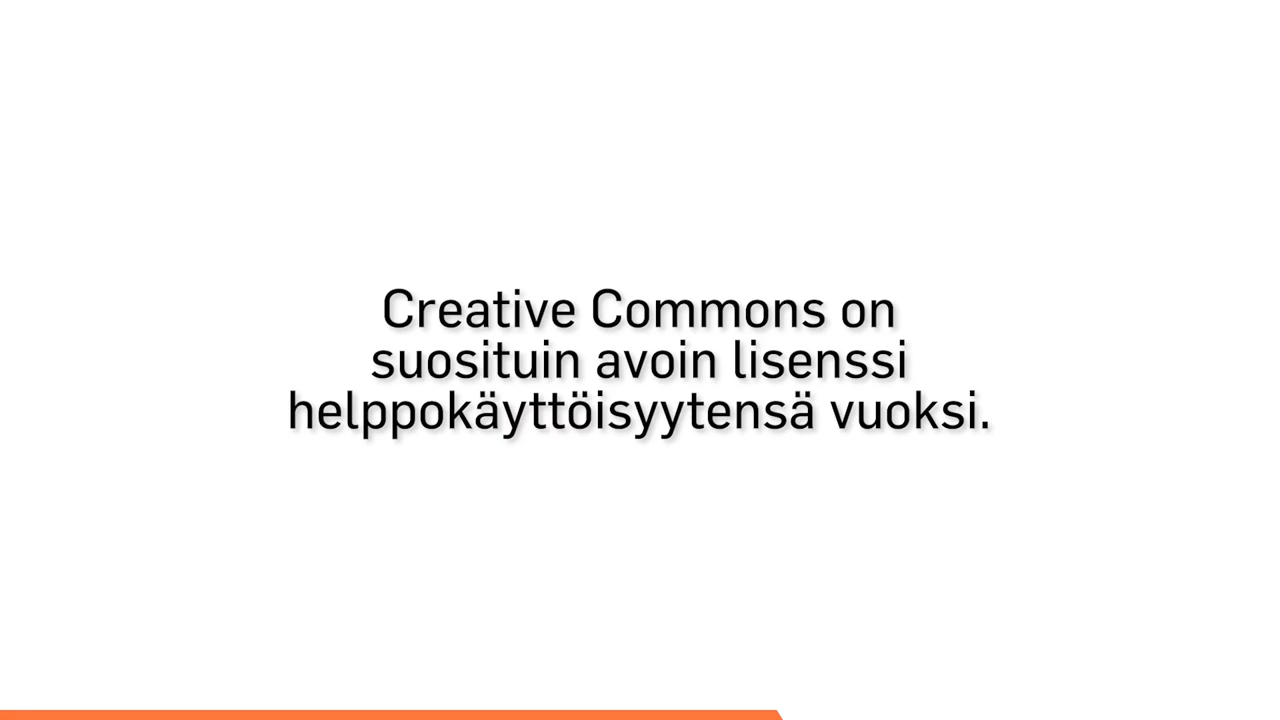 Creative Commons on
suosituin avoin lisenssi
helppokäyttöisyytensä vuoksi.